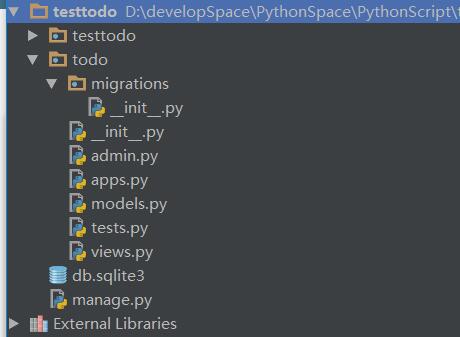 testtodo D:\developSpace\PythonSpace\PythonScript\t
testtodo
todo
migrations
__init__.py
__init__.py
admin.py
apps.py
models.py
tests.py
views.py
db.sqlite3
manage.py
External Libraries